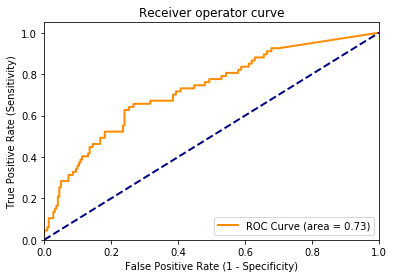 Receiver operator curve
True Positive Rate (Sensitivity)
1.0
0.8
0.6
0.4
0.2
0.0
ROC Curve (area = 0.73)
0.0 0.2 0.4 0.6 0.8 1.0
False Positive Rate (1 - Specificity)